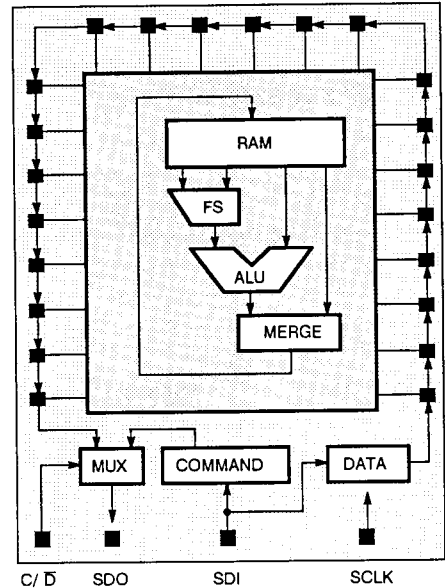 RAM
FS
ALU
MERGE
MUX
COMMAND
DATA
C/ D̅
SDO
SDI
SCLK